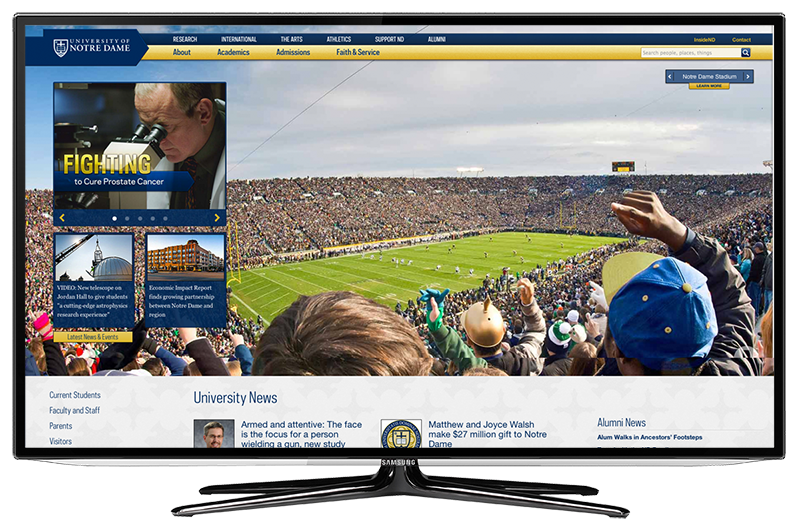 UNIVERSITY OF
NOTRE DAME
RESEARCH INTERNATIONAL THE ARTS ATHLETICS SUPPORT ND ALUMNI
InsideND Contact
About Academics Admissions Faith & Service
Search people, places, things
Notre Dame Stadium
LEARN MORE
FIGHTING
to Cure Prostate Cancer
VIDEO: New telescope on
Jordan Hall to give students
"a cutting-edge astrophysics
research experience"
Economic Impact Report
finds growing partnership
between Notre Dame and
region
Latest News & Events
Current Students
Faculty and Staff
Parents
Visitors
University News
Armed and attentive: The face
is the focus for a person
wielding a gun, new study
Matthew and Joyce Walsh
make $27 million gift to Notre
Dame
Alumni News
Alum Walks in Ancestors' Footsteps
SAMSUNG